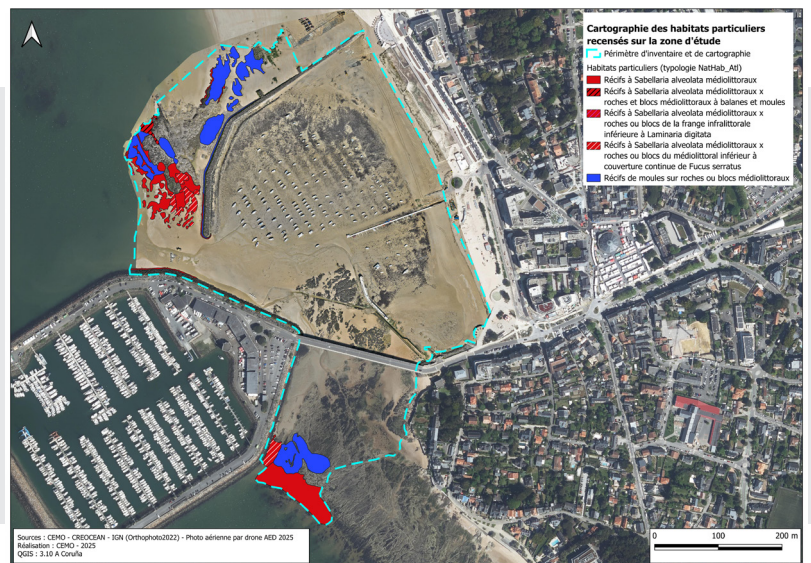 Cartographie des habitats particuliers
recensés sur la zone d'étude
Périmètre d'inventaire et de cartographie
Habitats particuliers (typologie NatHab_Atl)
Récifs à Sabellaria alveolata médiolittoraux
Récifs à Sabellaria alveolata médiolittoraux x
roches et blocs médiolittoraux à balanes et moules
Récifs à Sabellaria alveolata médiolittoraux x
roches ou blocs de la frange infralittorale
inférieure à Laminaria digitata
Récifs à Sabellaria alveolata médiolittoraux x
roches ou blocs du médiolittoral inférieur à
couverture continue de Fucus serratus
Récifs de moules sur roches ou blocs médiolittoraux
Sources : CEMO - CREOCEAN - IGN (Orthophoto2022) - Photo aérienne par drone AED 2025
Réalisation : CEMO - 2025
QGIS : 3.10 A Coruña
0 100 200 m